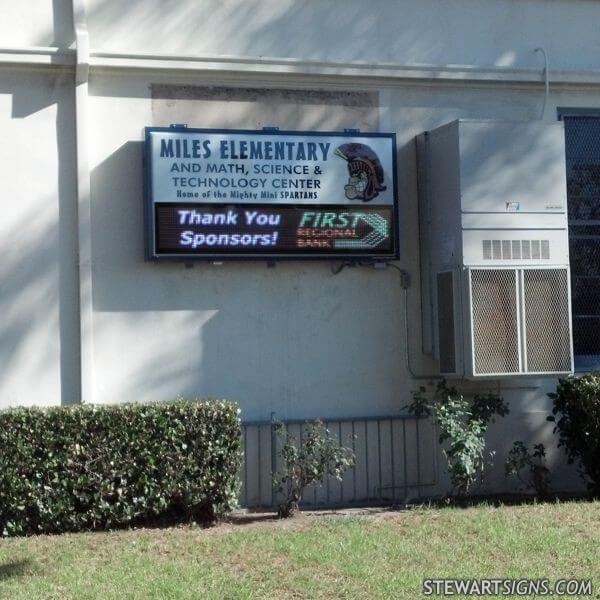 MILES ELEMENTARY
AND MATH, SCIENCE &
TECHNOLOGY CENTER
Home of the Mighty Mini SPARTANS
Thank You
Sponsors!
FIRST
REGIONAL
BANK
STEWARTSIGNS.COM